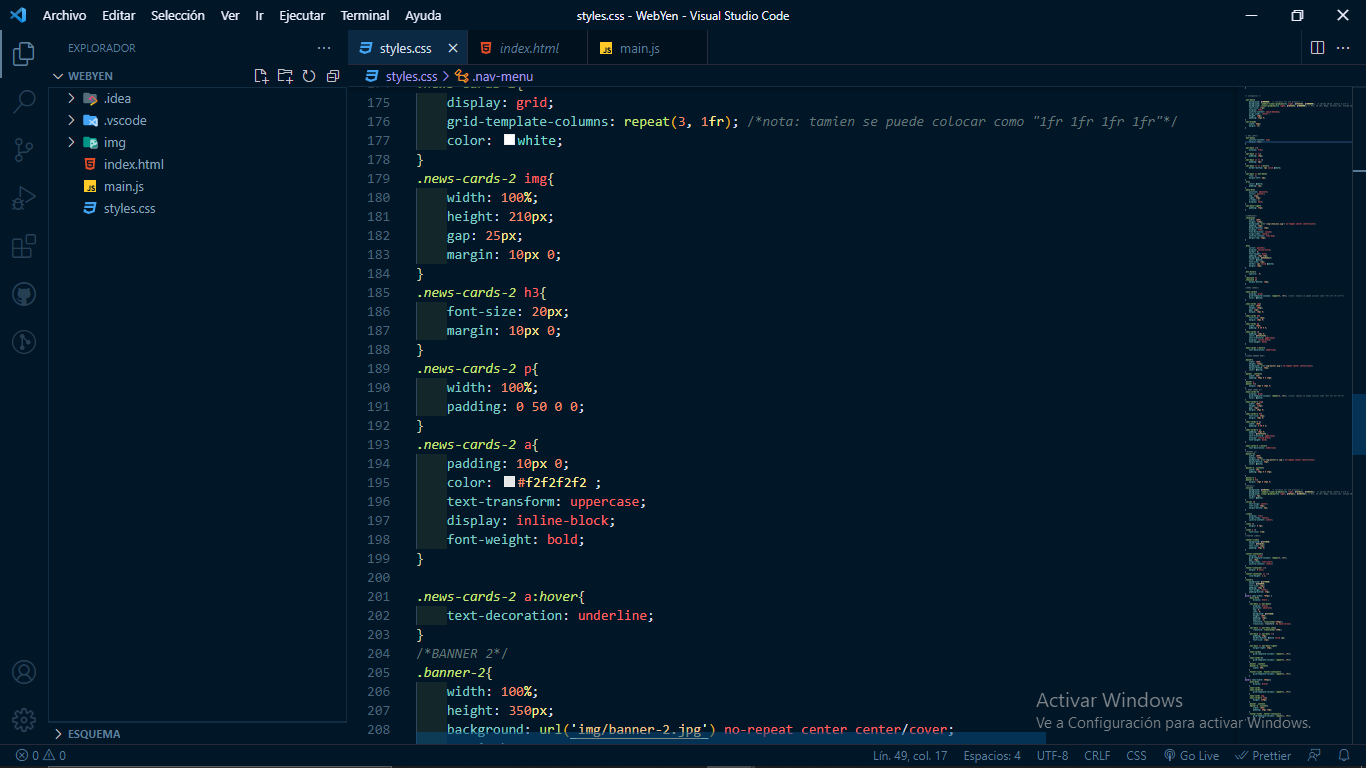 Archivo Editar Selección Ver Ir Ejecutar Terminal Ayuda
styles.css - WebYen - Visual Studio Code
EXPLORADOR
styles.css
index.html
main.js
WEBYEN
styles.css > .nav-menu
.idea
.vscode
img
index.html
main.js
styles.css
175 display: grid;
176 grid-template-columns: repeat(3, 1fr); /*nota: tamien se puede colocar como "1fr 1fr 1fr 1fr"*/
177 color: white;
178 }
179 .news-cards-2 img{
180 width: 100%;
181 height: 210px;
182 gap: 25px;
183 margin: 10px 0;
184 }
185 .news-cards-2 h3{
186 font-size: 20px;
187 margin: 10px 0;
188 }
189 .news-cards-2 p{
190 width: 100%;
191 padding: 0 50 0 0;
192 }
193 .news-cards-2 a{
194 padding: 10px 0;
195 color: #f2f2f2f2 ;
196 text-transform: uppercase;
197 display: inline-block;
198 font-weight: bold;
199 }
200
201 .news-cards-2 a:hover{
202 text-decoration: underline;
203 }
204 /*BANNER 2*/
205 .banner-2{
206 width: 100%;
207 height: 350px;
208 background: url('img/banner-2.jpg') no-repeat center center/cover;
Activar Windows
Ve a Configuración para activar Windows.
ESQUEMA
0 0
Lín. 49, col. 17 Espacios: 4 UTF-8 CRLF CSS Go Live Prettier